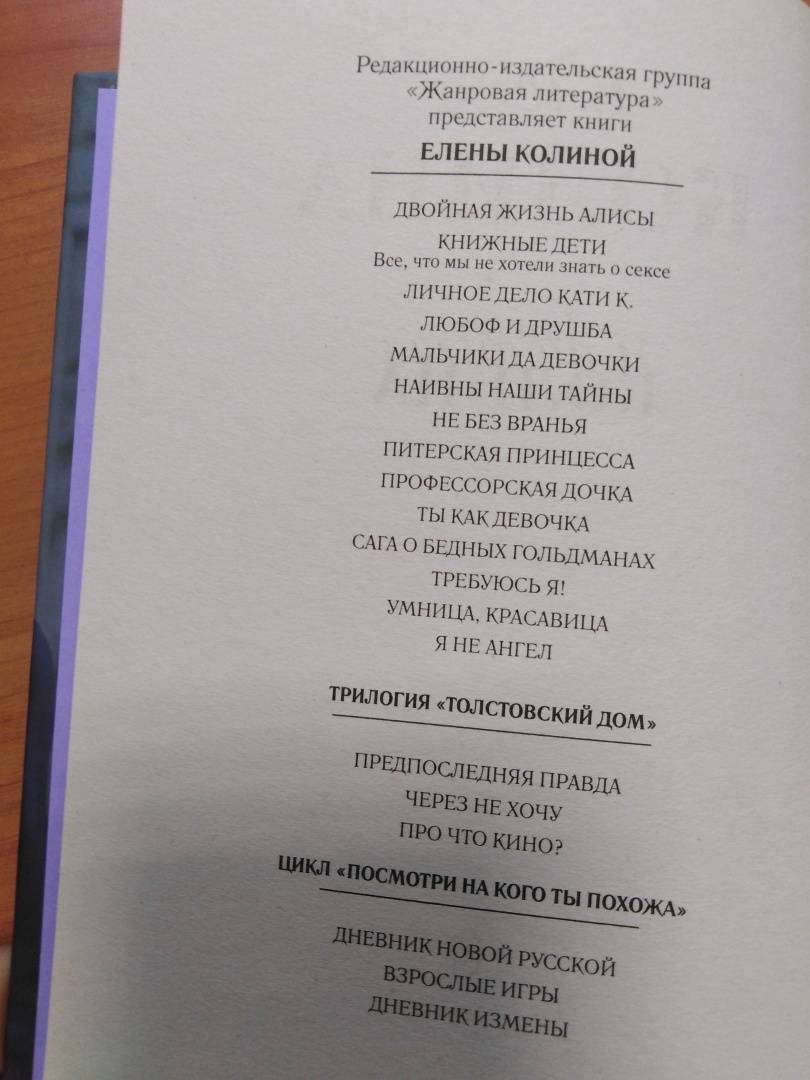 Редакционно-издательская группа
«Жанровая литература»
представляет книги
ЕЛЕНЫ КОЛИНОЙ
ДВОЙНАЯ ЖИЗНЬ АЛИСЫ
КНИЖНЫЕ ДЕТИ
Все, что мы не хотели знать о сексе
ЛИЧНОЕ ДЕЛО КАТИ К.
ЛЮБОФ И ДРУШБА
МАЛЬЧИКИ ДА ДЕВОЧКИ
НАИВНЫ НАШИ ТАЙНЫ
НЕ БЕЗ ВРАНЬЯ
ПИТЕРСКАЯ ПРИНЦЕССА
ПРОФЕССОРСКАЯ ДОЧКА
ТЫ КАК ДЕВОЧКА
САГА О БЕДНЫХ ГОЛЬДМАНАХ
ТРЕБУЮСЬ Я!
УМНИЦА, КРАСАВИЦА
Я НЕ АНГЕЛ
ТРИЛОГИЯ «ТОЛСТОВСКИЙ ДОМ»
ПРЕДПОСЛЕДНЯЯ ПРАВДА
ЧЕРЕЗ НЕ ХОЧУ
ПРО ЧТО КИНО?
ЦИКЛ «ПОСМОТРИ НА КОГО ТЫ ПОХОЖА»
ДНЕВНИК НОВОЙ РУССКОЙ
ВЗРОСЛЫЕ ИГРЫ
ДНЕВНИК ИЗМЕНЫ